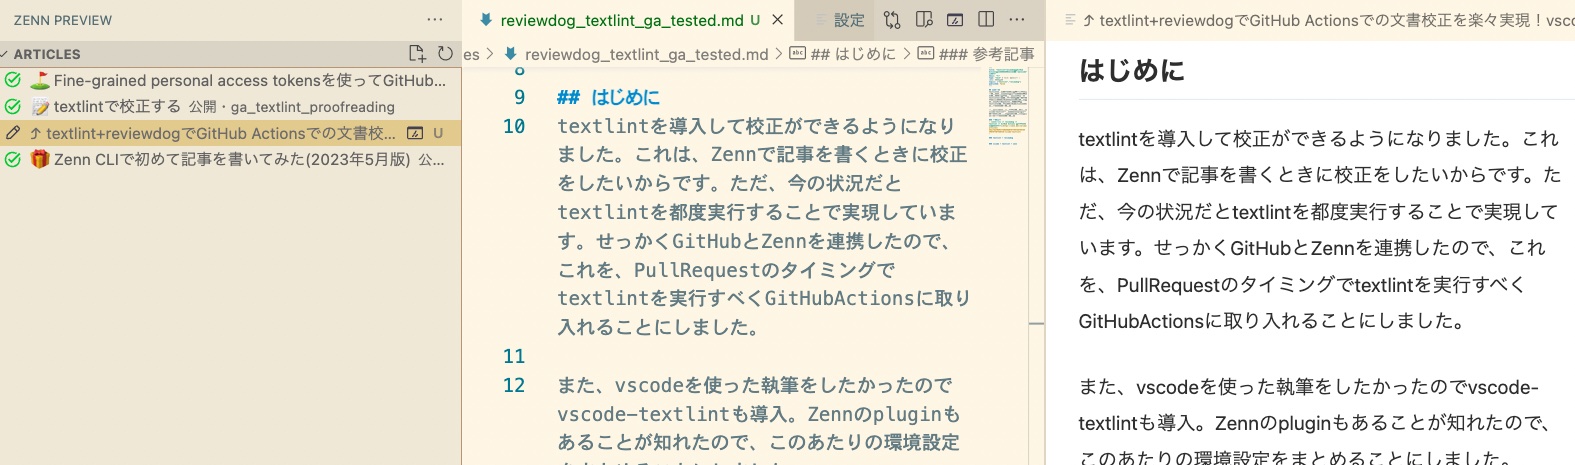 ZENN PREVIEW
ARTICLES
Fine-grained personal access tokensを使ってGitHub...
textlintで校正する 公開・ga_textlint_proofreading
textlint+reviewdogでGitHub Actionsでの文書校... U
Zenn CLIで初めて記事を書いてみた(2023年5月版) 公...
reviewdog_textlint_ga_tested.md U
設定
es > reviewdog_textlint_ga_tested.md > ## はじめに > ### 参考記事
8
9 ## はじめに
10 textlintを導入して校正ができるようになり
ました。これは、Zennで記事を書くときに校正
をしたいからです。ただ、今の状況だと
textlintを都度実行することで実現していま
す。せっかくGitHubとZennを連携したので、
これを、PullRequestのタイミングで
textlintを実行すべくGitHubActionsに取り
入れることにしました。
11
12 また、vscodeを使った執筆をしたかったので
vscode-textlintも導入。Zennのpluginも
あることが知れたので、このあたりの環境設定
textlint+reviewdogでGitHub Actionsでの文書校正を楽々実現！vsc
はじめに
textlintを導入して校正ができるようになりました。これ
は、Zennで記事を書くときに校正をしたいからです。た
だ、今の状況だとtextlintを都度実行することで実現して
います。せっかくGitHubとZennを連携したので、これ
を、PullRequestのタイミングでtextlintを実行すべく
GitHubActionsに取り入れることにしました。
また、vscodeを使った執筆をしたかったのでvscode-
textlintも導入。Zennのpluginもあることが知れたので、
このあたりの環境設定をまとめることにしました。